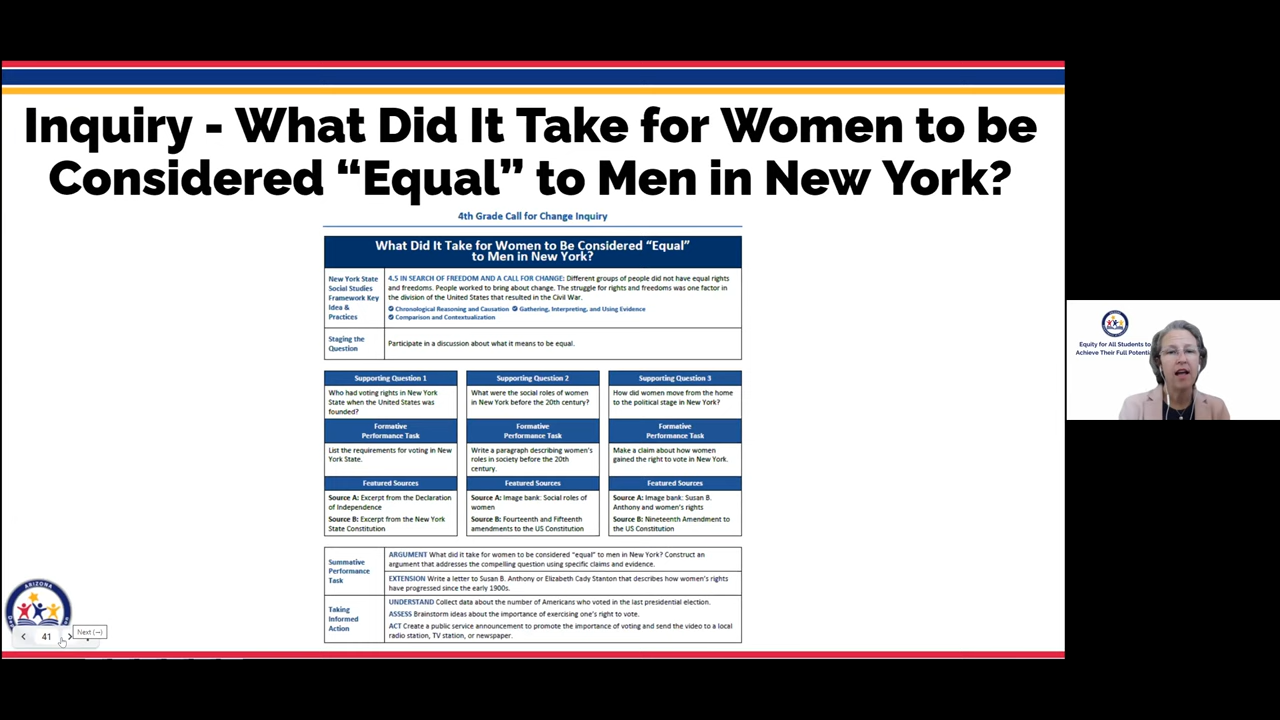 Inquiry - What Did It Take for Women to be
Considered “Equal” to Men in New York?
4th Grade Call for Change Inquiry
What Did It Take for Women to Be Considered “Equal”
to Men in New York?
New York State
Social Studies
Framework Key
Idea &
Practices
4.5 IN SEARCH OF FREEDOM AND A CALL FOR CHANGE: Different groups of people did not have equal rights
and freedoms. People worked to bring about change. The struggle for rights and freedoms was one factor in
the division of the United States that resulted in the Civil War.
Chronological Reasoning and Causation Gathering, Interpreting, and Using Evidence
Comparison and Contextualization
Staging the
Question
Participate in a discussion about what it means to be equal.
Supporting Question 1
Who had voting rights in New York
State when the United States was
founded?
Formative
Performance Task
List the requirements for voting in New
York State.
Featured Sources
Source A: Excerpt from the Declaration
of Independence
Source B: Excerpt from the New York
State Constitution
Supporting Question 2
What were the social roles of women
in New York before the 20th century?
Formative
Performance Task
Write a paragraph describing women's
roles in society before the 20th
century.
Featured Sources
Source A: Image bank: Social roles of
women
Source B: Fourteenth and Fifteenth
amendments to the US Constitution
Supporting Question 3
How did women move from the home
to the political stage in New York?
Formative
Performance Task
Make a claim about how women
gained the right to vote in New York.
Featured Sources
Source A: Image bank: Susan B.
Anthony and women's rights
Source B: Nineteenth Amendment to
the US Constitution
Summative
Performance
Task
ARGUMENT What did it take for women to be considered “equal” to men in New York? Construct an
argument that addresses the compelling question using specific claims and evidence.
EXTENSION Write a letter to Susan B. Anthony or Elizabeth Cady Stanton that describes how women's rights
have progressed since the early 1900s.
Taking
Informed
Action
UNDERSTAND Collect data about the number of Americans who voted in the last presidential election.
ASSESS Brainstorm ideas about the importance of exercising one's right to vote.
ACT Create a public service announcement to promote the importance of voting and send the video to a local
radio station, TV station, or newspaper.
ARIZONA
41
Next (→)
Equity for All Students to
Achieve Their Full